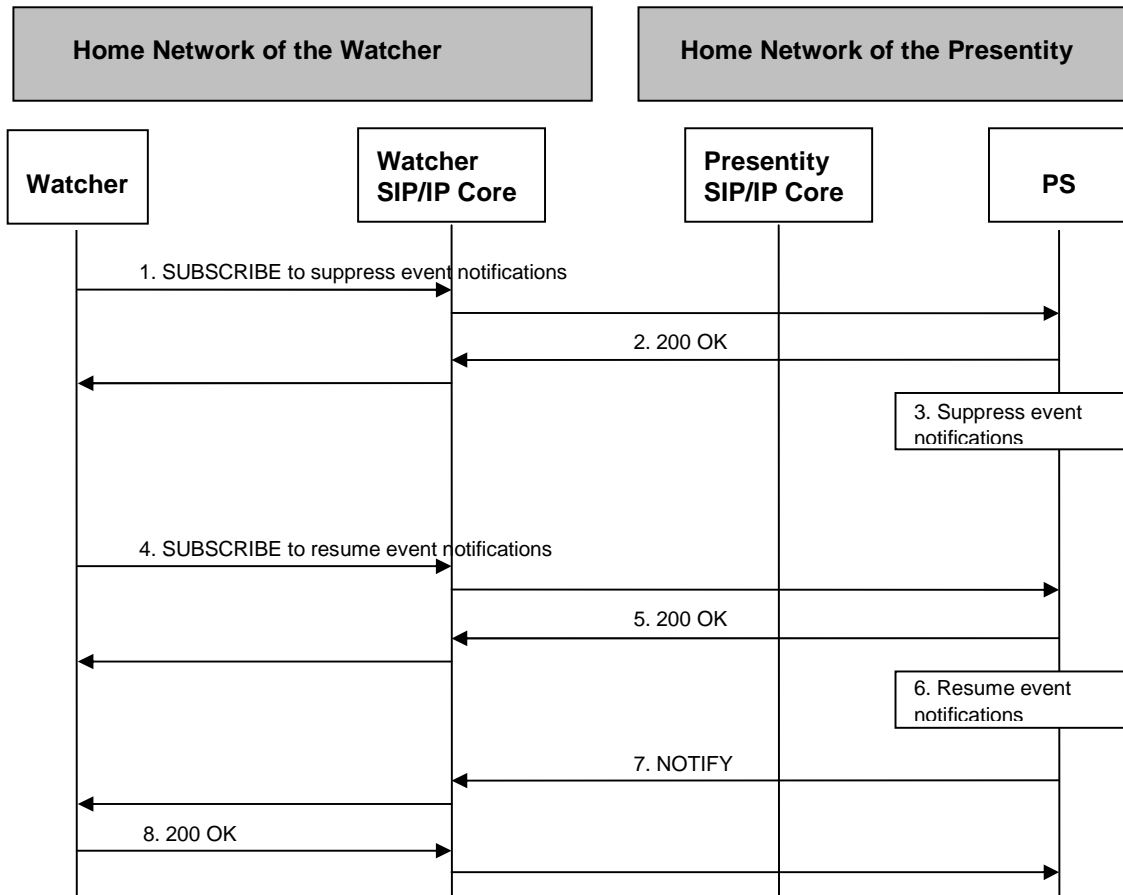 Home Network of the Watcher
Home Network of the Presentity
Watcher
Watcher
SIP/IP Core
Presentity
SIP/IP Core
PS
1. SUBSCRIBE to suppress event notifications
2. 200 OK
3. Suppress event
notifications
4. SUBSCRIBE to resume event notifications
5. 200 OK
6. Resume event
notifications
7. NOTIFY
8. 200 OK